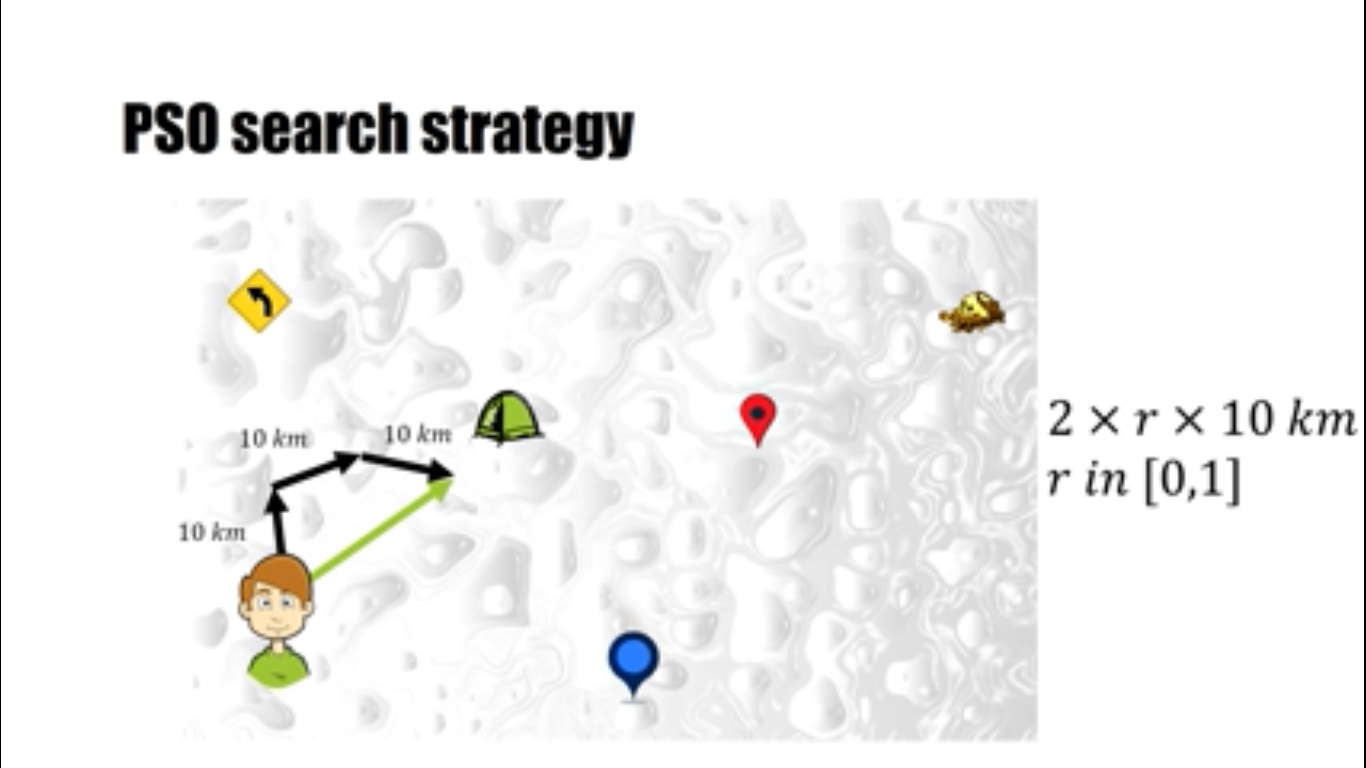 PSO search strategy
10 km
10 km
10 km
2 × r × 10 km
r in [0,1]